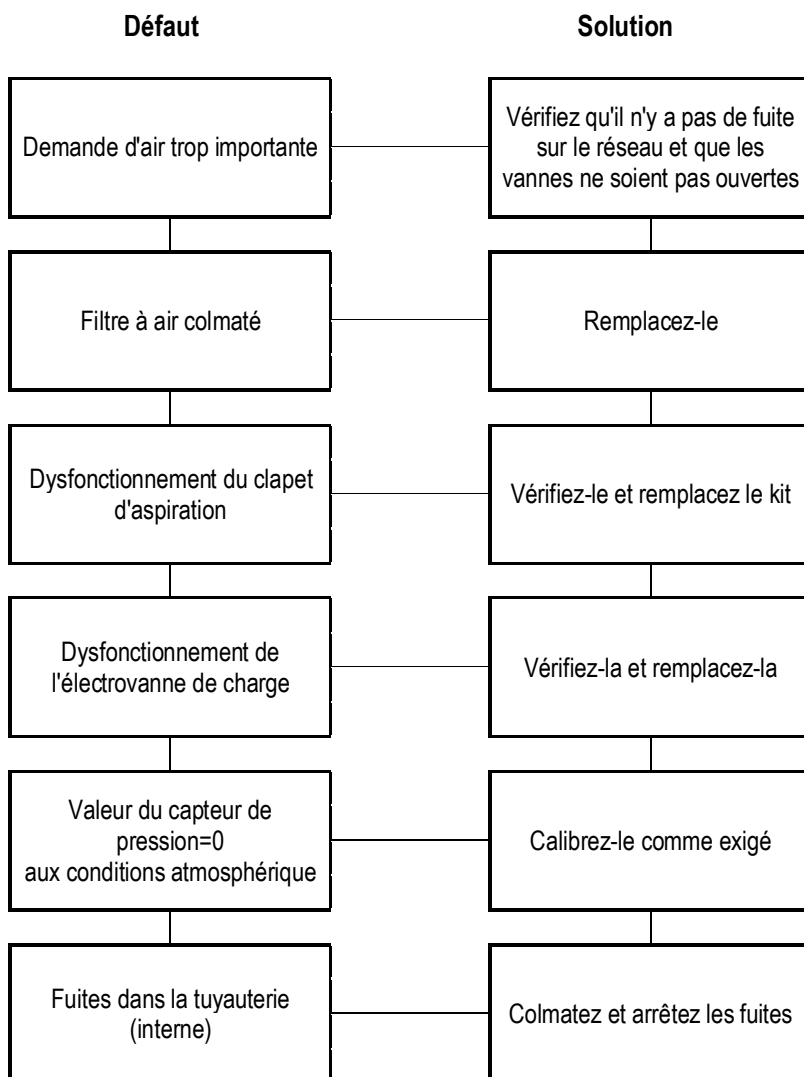 Défaut
Solution
Demande d'air trop importante
Vérifiez qu'il n'y a pas de fuite
sur le réseau et que les
vannes ne soient pas ouvertes
Filtre à air colmaté
Remplacez-le
Dysfonctionnement du clapet
d'aspiration
Vérifiez-le et remplacez le kit
Dysfonctionnement de
l'électrovanne de charge
Vérifiez-la et remplacez-la
Valeur du capteur de
pression=0
aux conditions atmosphérique
Calibrez-le comme exigé
Fuites dans la tuyauterie
(interne)
Colmatez et arrêtez les fuites